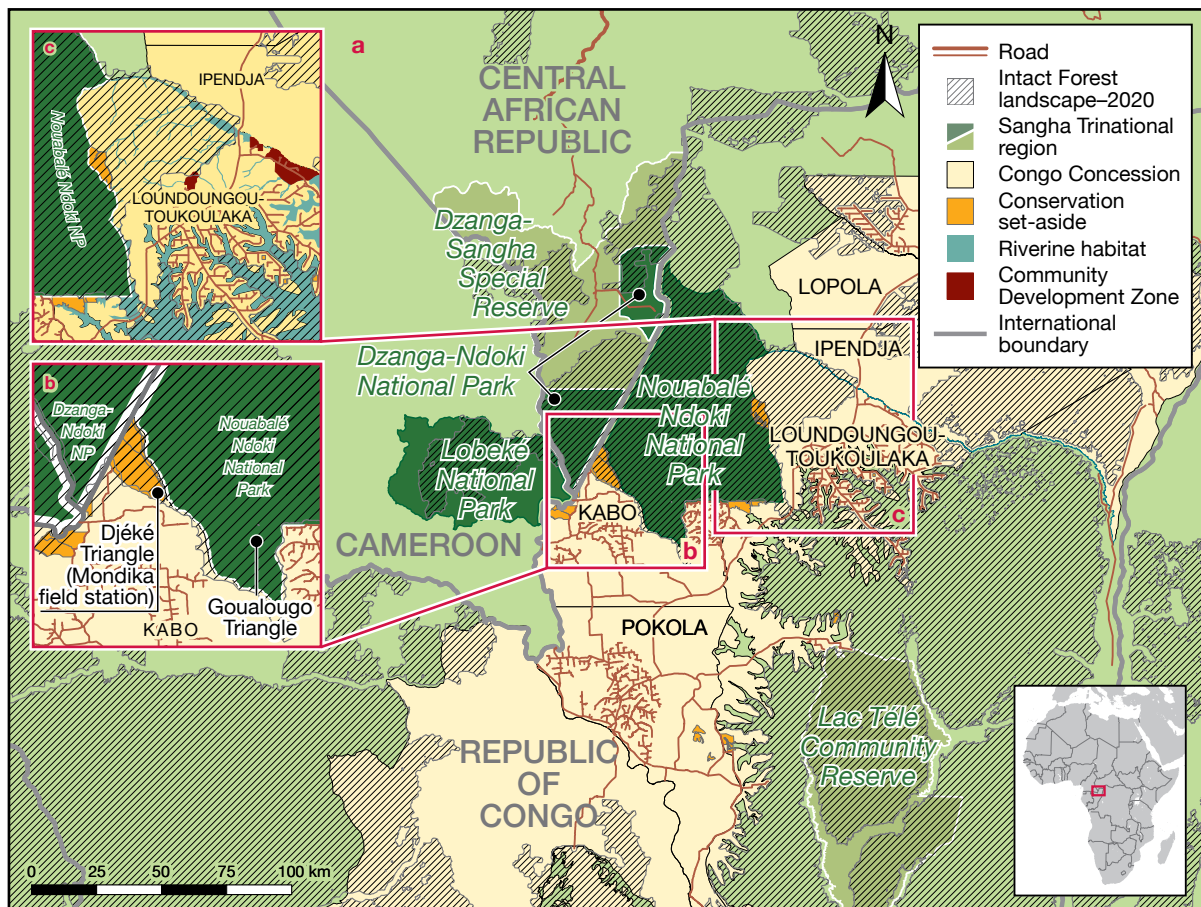 c
IPENDJA
Nouabalé Ndoki NP
LOUNDOUNGOU-
TOUKOULAKA
b
Dzanga-
Ndoki
NP
Nouabalé
Ndoki
National
Park
Djéké
Triangle
(Mondika
field station)
Goualougo
Triangle
KABO
a
CENTRAL
AFRICAN
REPUBLIC
Dzanga-
Sangha
Special
Reserve
Dzanga-Ndoki
National Park
Lobeké
National
Park
Nouabalé
Ndoki
National
Park
LOPOLA
IPENDJA
LOUNDOUNGOU-
TOUKOULAKA
c
KABO
b
CAMEROON
POKOLA
REPUBLIC
OF
CONGO
Lac Télé
Community
Reserve
N
Road
Intact Forest
landscape–2020
Sangha Trinational
region
Congo Concession
Conservation
set-aside
Riverine habitat
Community
Development Zone
International
boundary
0 25 50 75 100 km